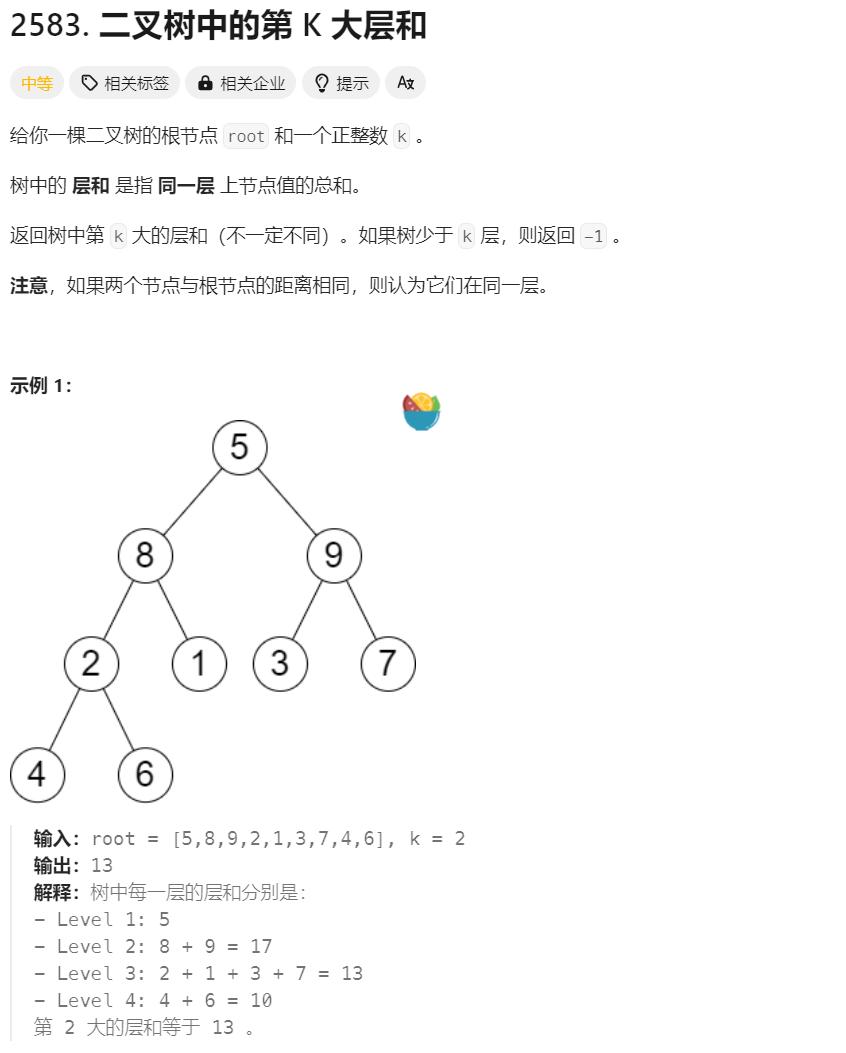 2583. 二叉树中的第 K 大层和
中等 相关标签 相关企业 提示 Ax
给你一棵二叉树的根节点 root 和一个正整数 k 。
树中的 层和 是指 同一层 上节点值的总和。
返回树中第 k 大的层和（不一定不同）。如果树少于 k 层，则返回 -1 。
注意，如果两个节点与根节点的距离相同，则认为它们在同一层。
示例 1：
5
8 9
2 1 3 7
4 6
输入：root = [5,8,9,2,1,3,7,4,6], k = 2
输出：13
解释：树中每一层的层和分别是：
- Level 1: 5
- Level 2: 8 + 9 = 17
- Level 3: 2 + 1 + 3 + 7 = 13
- Level 4: 4 + 6 = 10
第 2 大的层和等于 13 。